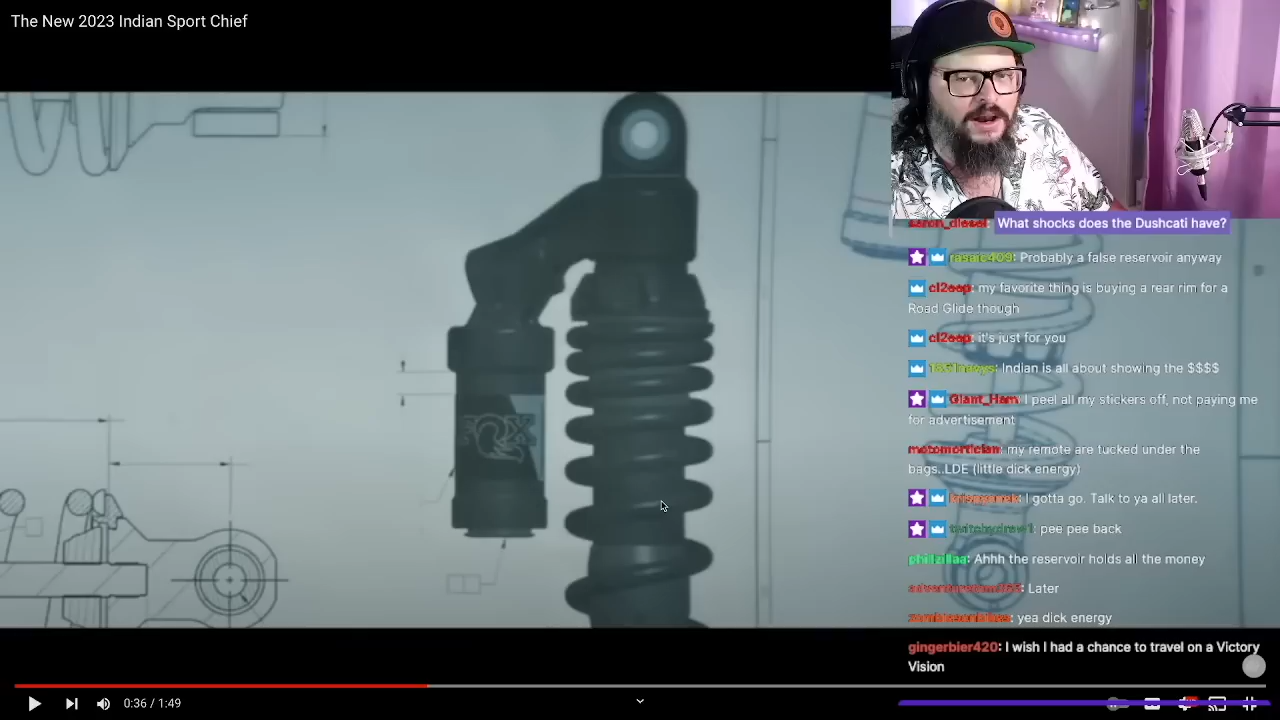 The New 2023 Indian Sport Chief
What shocks does the Dushcati have?
rasaic409: Probably a false reservoir anyway
my favorite thing is buying a rear rim for a
Road Glide though
it's just for you
Indian is all about showing the $$$$
Giant_Ham: I peel all my stickers off, not paying me
for advertisement
motomortician: my remote are tucked under the
bags..LDE (little dick energy)
I gotta go. Talk to ya all later.
pee pee back
philzillaa: Ahhh the reservoir holds all the money
Later
yea dick energy
gingerbier420: I wish I had a chance to travel on a Victory
Vision
FOX
0:36 / 1:49